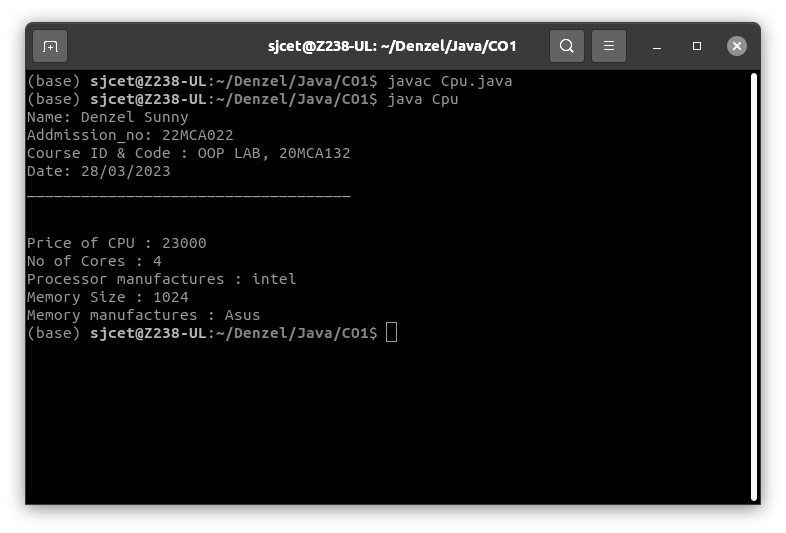 sjcet@Z238-UL: ~/Denzel/Java/CO1
(base) sjcet@Z238-UL:~/Denzel/Java/CO1$ javac Cpu.java
(base) sjcet@Z238-UL:~/Denzel/Java/CO1$ java Cpu
Name: Denzel Sunny
Addmission_no: 22MCA022
Course ID & Code : OOP LAB, 20MCA132
Date: 28/03/2023
____________________________________
Price of CPU : 23000
No of Cores : 4
Processor manufactures : intel
Memory Size : 1024
Memory manufactures : Asus
(base) sjcet@Z238-UL:~/Denzel/Java/CO1$